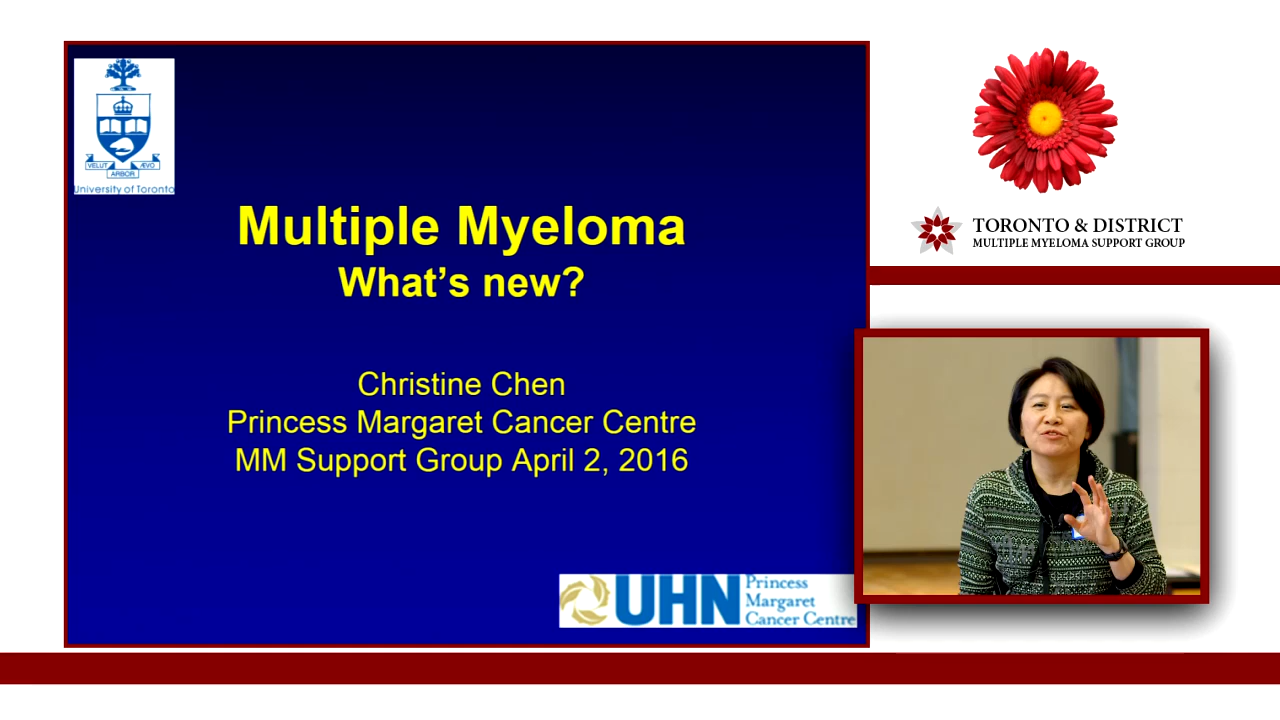 VELUT ÆVO
ARBOR
University of Toronto
Multiple Myeloma
What's new?
Christine Chen
Princess Margaret Cancer Centre
MM Support Group April 2, 2016
UHN
Princess
Margaret
Cancer Centre
TORONTO & DISTRICT
MULTIPLE MYELOMA SUPPORT GROUP